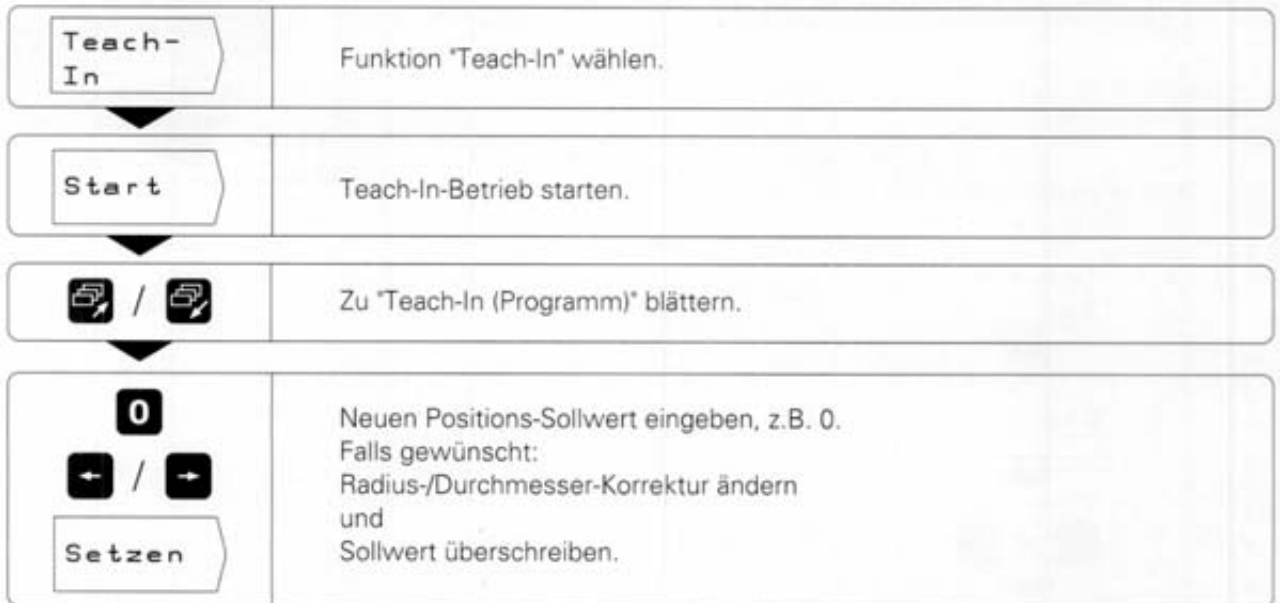 Teach-
In
Funktion "Teach-In" wählen.
Start
Teach-In-Betrieb starten.
/
Zu "Teach-In (Programm)" blättern.
0
/
Setzen
Neuen Positions-Sollwert eingeben, z.B. 0.
Falls gewünscht:
Radius-/Durchmesser-Korrektur ändern
und
Sollwert überschreiben.